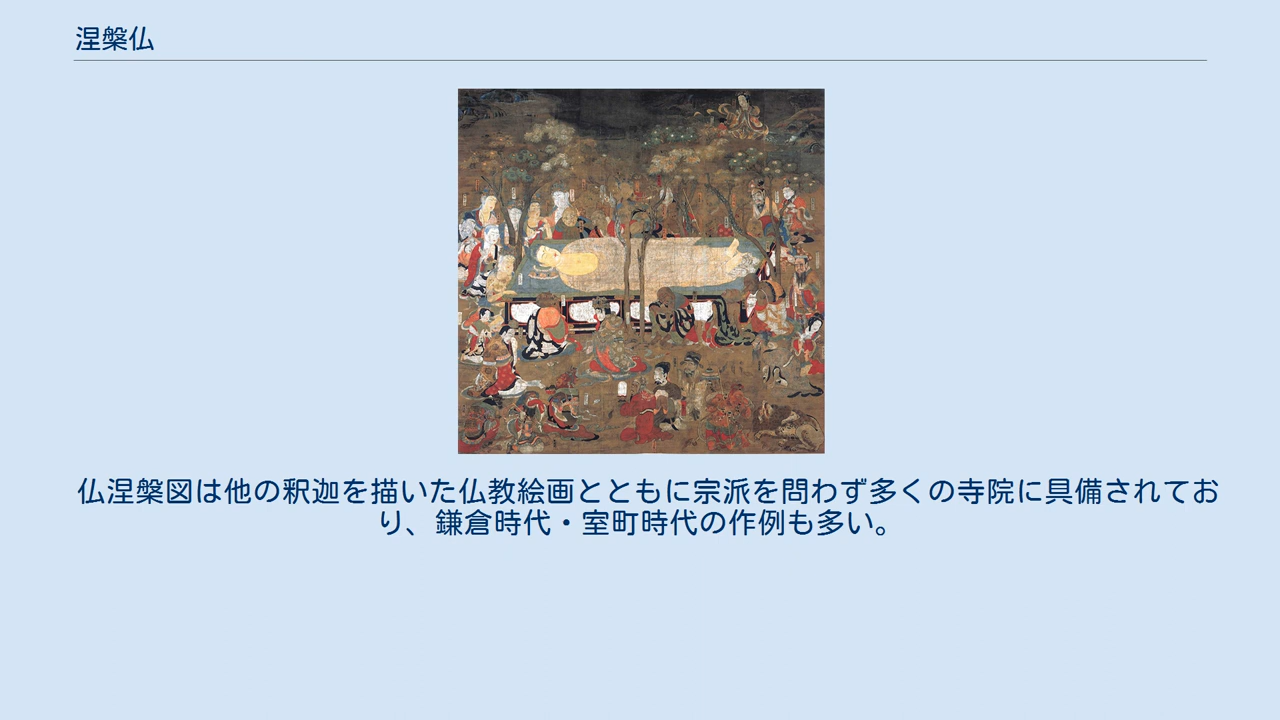 涅槃仏
仏涅槃図は他の釈迦を描いた仏教絵画とともに宗派を問わず多くの寺院に具備されてお
り、鎌倉時代・室町時代の作例も多い。